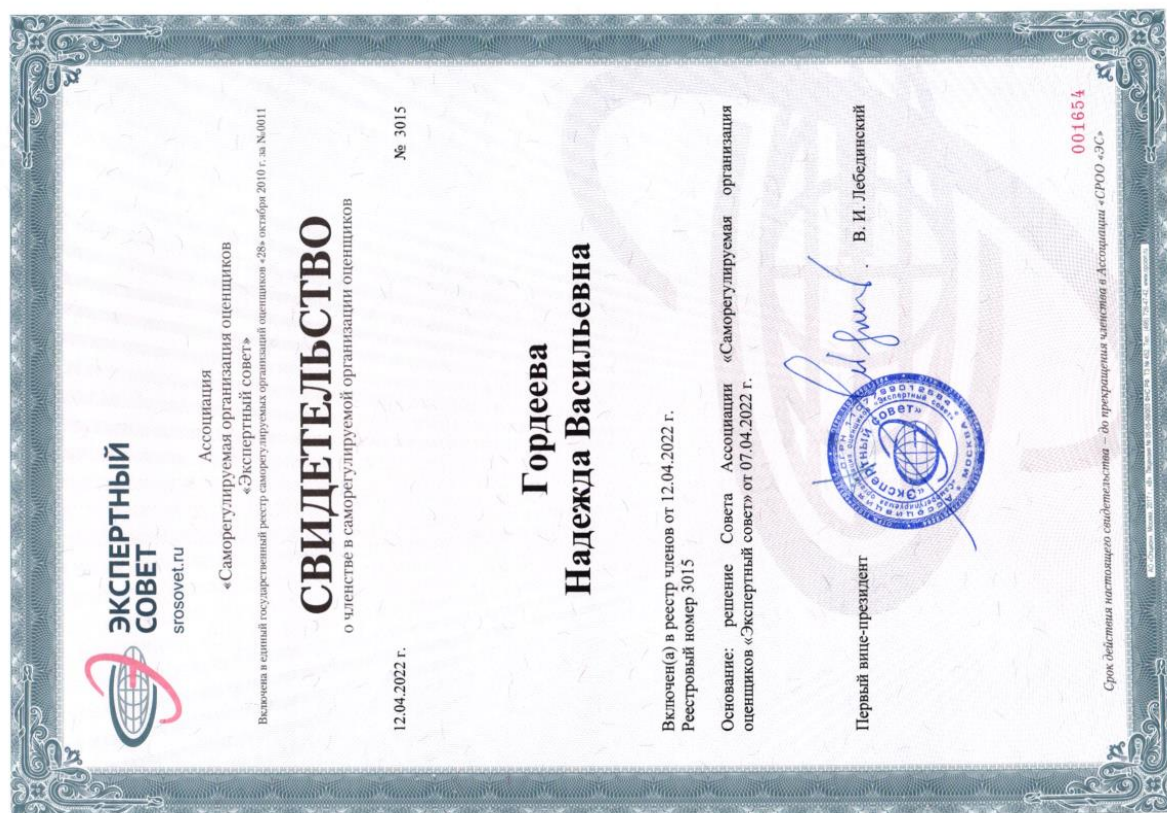 ЭКСПЕРТНЫЙ
СОВЕТ
srosovet.ru
Ассоциация
«Саморегулируемая организация оценщиков
«Экспертный совет»
Включена в единый государственный реестр саморегулируемых организаций оценщиков «28» октября 2010 г. за №0011
СВИДЕТЕЛЬСТВО
о членстве в саморегулируемой организации оценщиков
12.04.2022 г. № 3015
Гордеева
Надежда Васильевна
Включен(а) в реестр членов от 12.04.2022 г.
Реестровый номер 3015
Основание: решение Совета Ассоциации «Саморегулируемая организация
оценщиков «Экспертный совет» от 07.04.2022 г.
Первый вице-президент В. И. Лебединский
«Экспертный совет»
МОСКВА
001654
Срок действия настоящего свидетельства – до прекращения членства в Ассоциации «СРОО «ЭС»